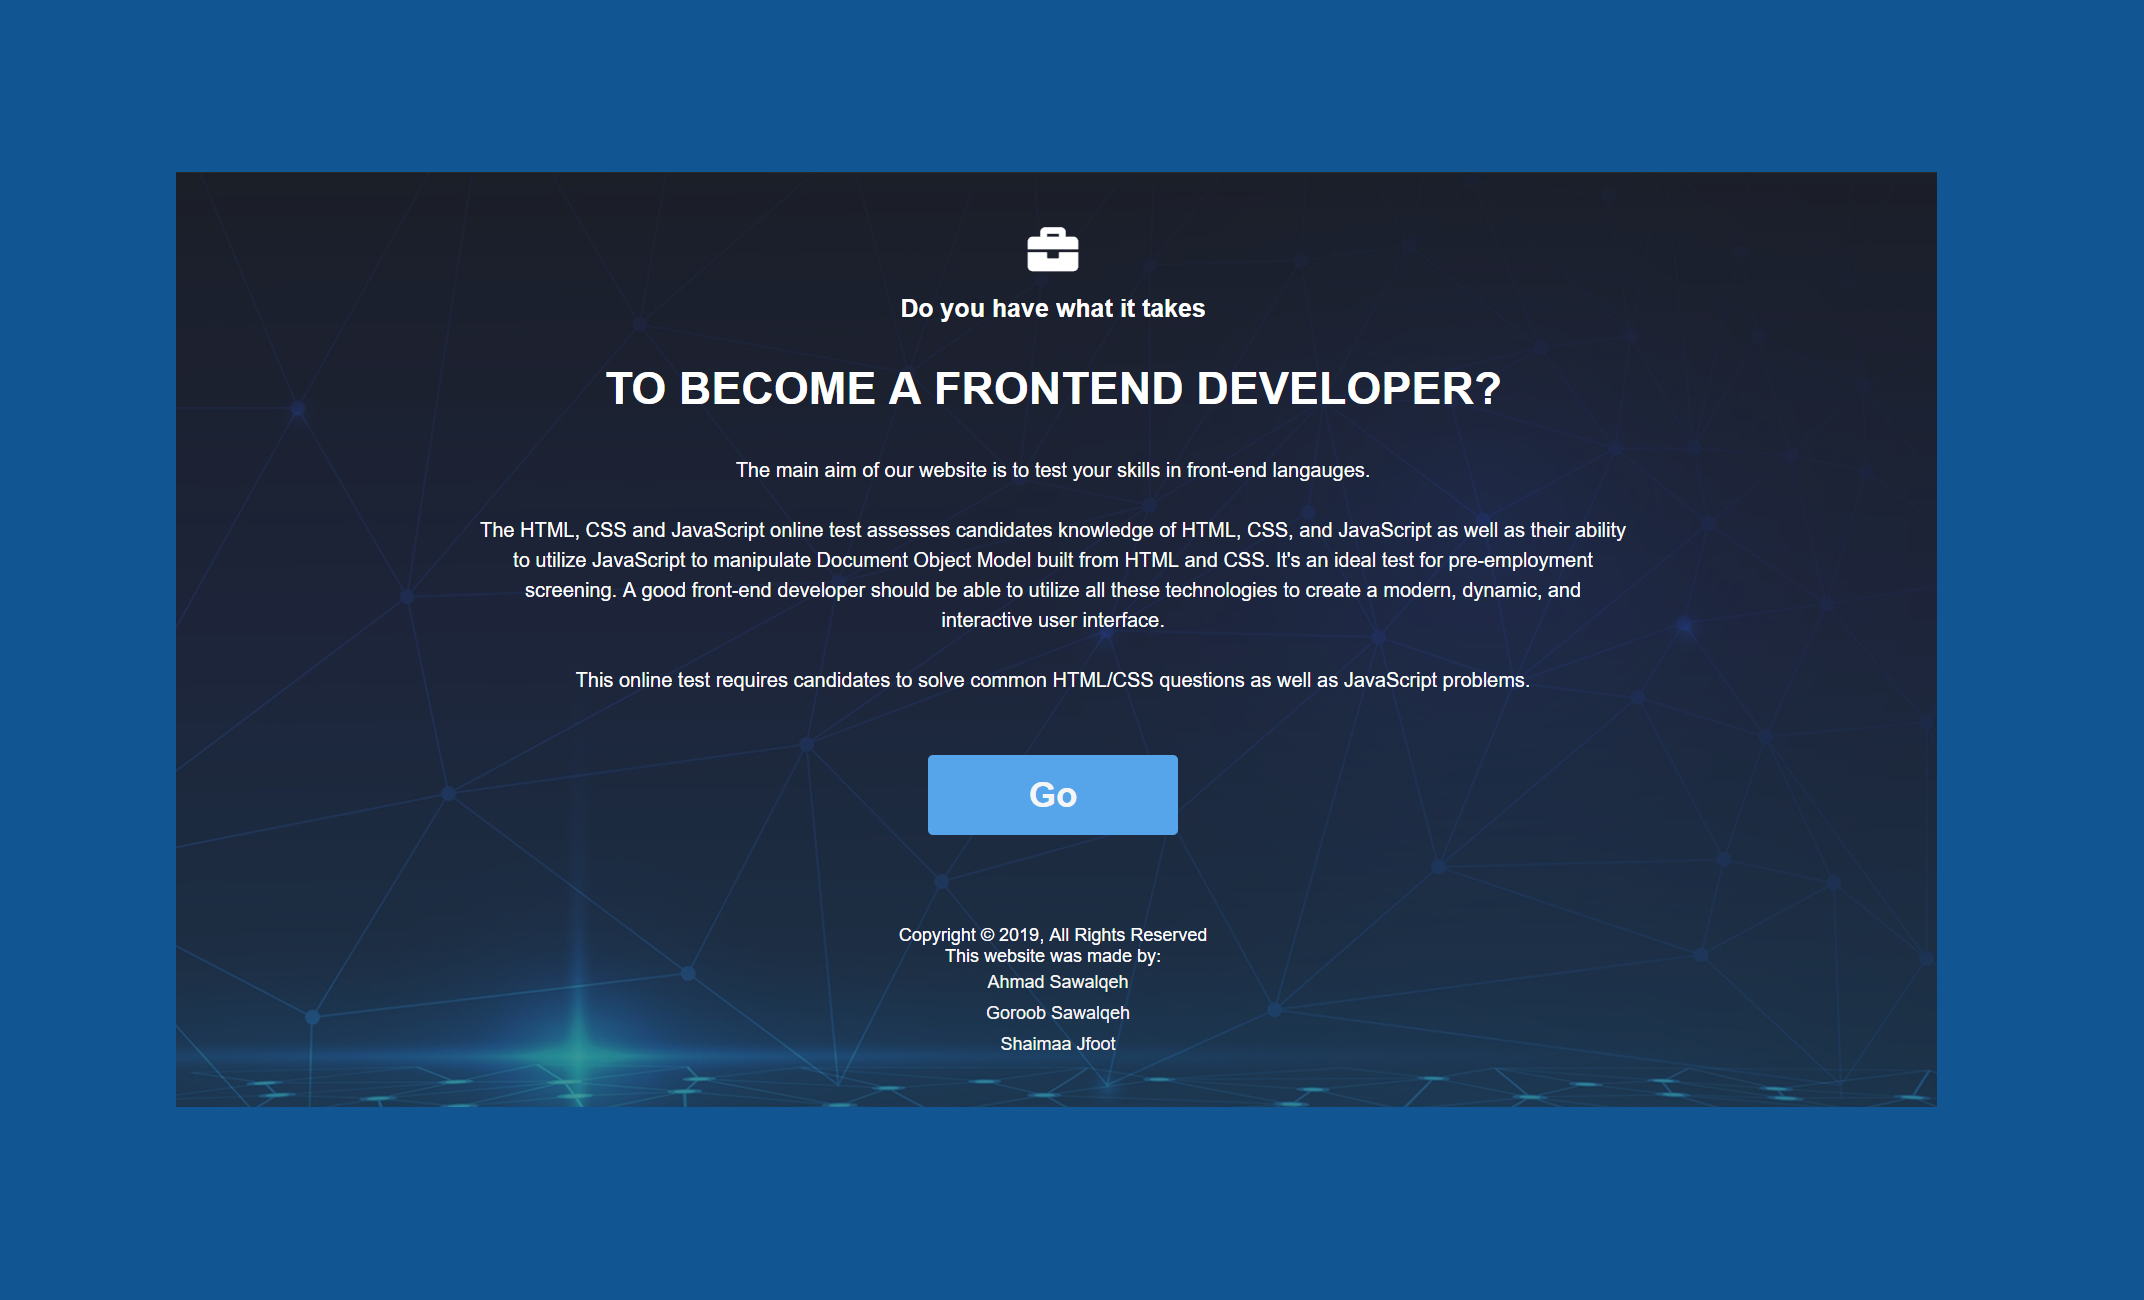 Do you have what it takes
TO BECOME A FRONTEND DEVELOPER?
The main aim of our website is to test your skills in front-end langauges.
The HTML, CSS and JavaScript online test assesses candidates knowledge of HTML, CSS, and JavaScript as well as their ability
to utilize JavaScript to manipulate Document Object Model built from HTML and CSS. It's an ideal test for pre-employment
screening. A good front-end developer should be able to utilize all these technologies to create a modern, dynamic, and
interactive user interface.
This online test requires candidates to solve common HTML/CSS questions as well as JavaScript problems.
Go
Copyright © 2019, All Rights Reserved
This website was made by:
Ahmad Sawalqeh
Goroob Sawalqeh
Shaimaa Jfoot